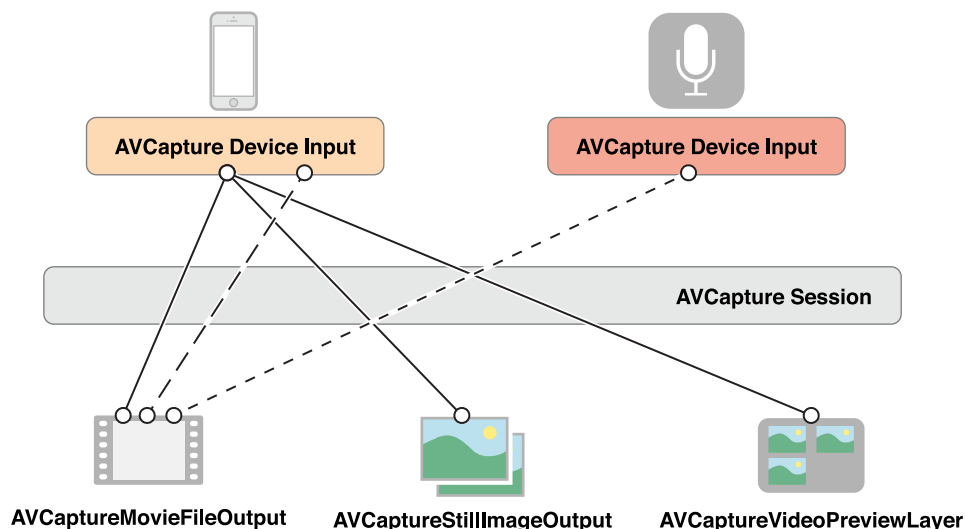 AVCapture Device Input
AVCapture Device Input
AVCapture Session
AVCaptureMovieFileOutput
AVCaptureStillImageOutput
AVCaptureVideoPreviewLayer